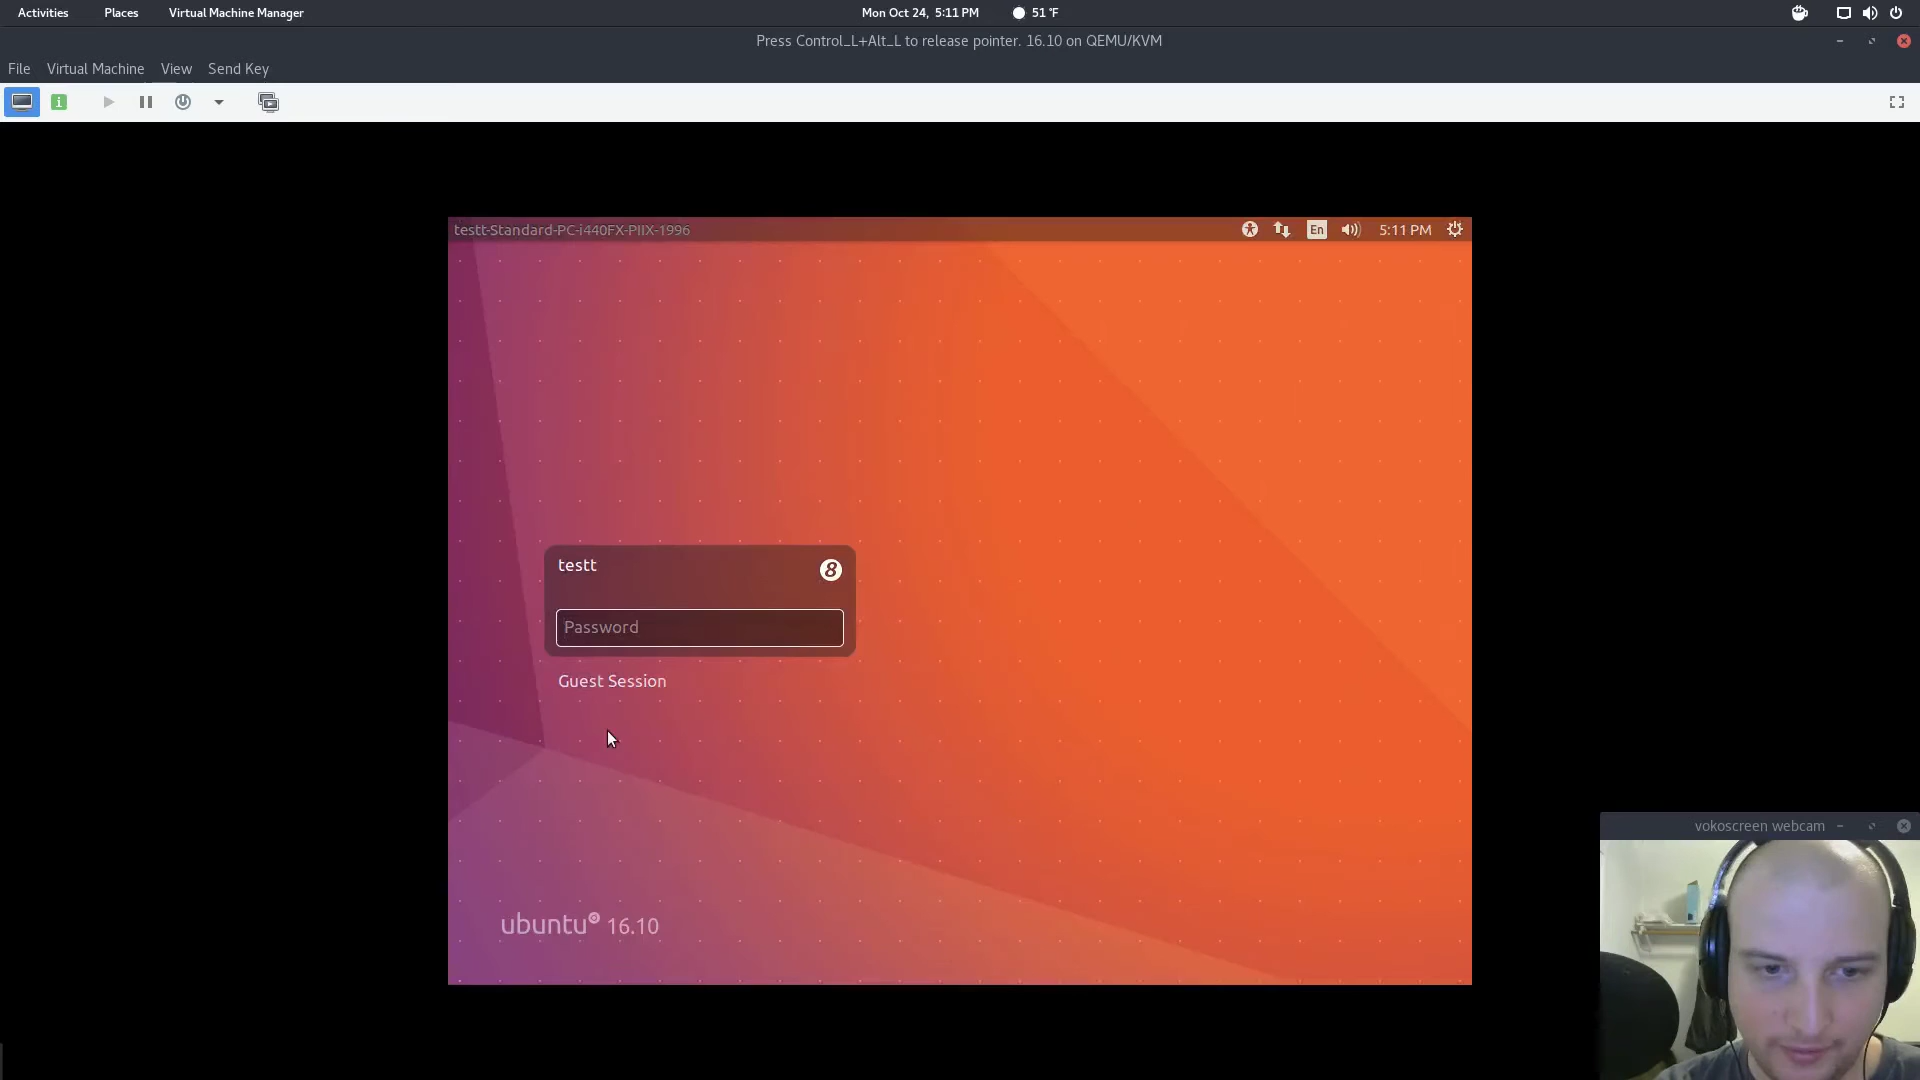 Activities Places Virtual Machine Manager Mon Oct 24, 5:11 PM 51 °F
Press Control_L+Alt_L to release pointer. 16.10 on QEMU/KVM
File Virtual Machine View Send Key
testt-Standard-PC-i440FX-PIIX-1996 En 5:11 PM
testt
Password
Guest Session
ubuntu 16.10
vokoscreen webcam